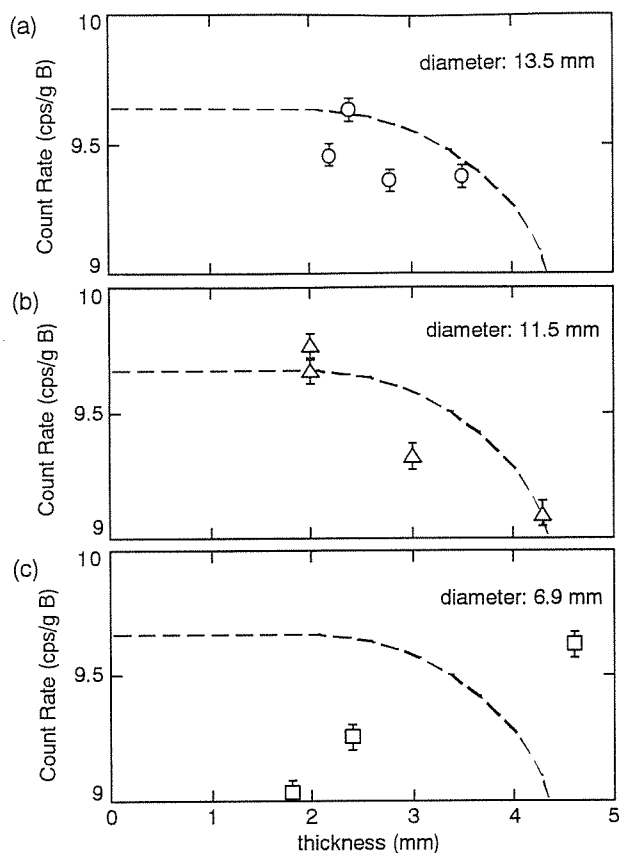 (a)
10
diameter: 13.5 mm
Count Rate (cps/g B)
9.5
9
(b)
10
diameter: 11.5 mm
Count Rate (cps/g B)
9.5
9
(c)
10
diameter: 6.9 mm
Count Rate (cps/g B)
9.5
9
0 1 2 3 4 5
thickness (mm)